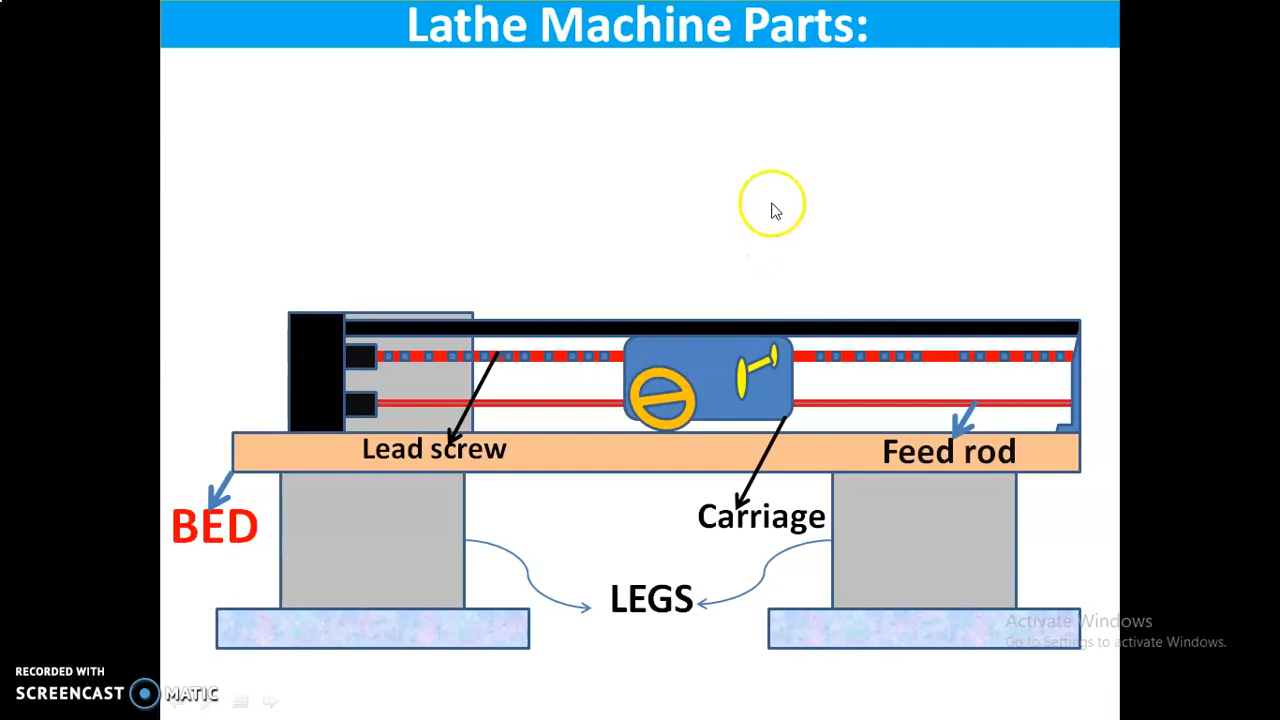 Lathe Machine Parts:
Lead screw
Feed rod
BED
Carriage
LEGS
Activate Windows
Go to Settings to activate Windows.
RECORDED WITH
SCREENCAST MATIC